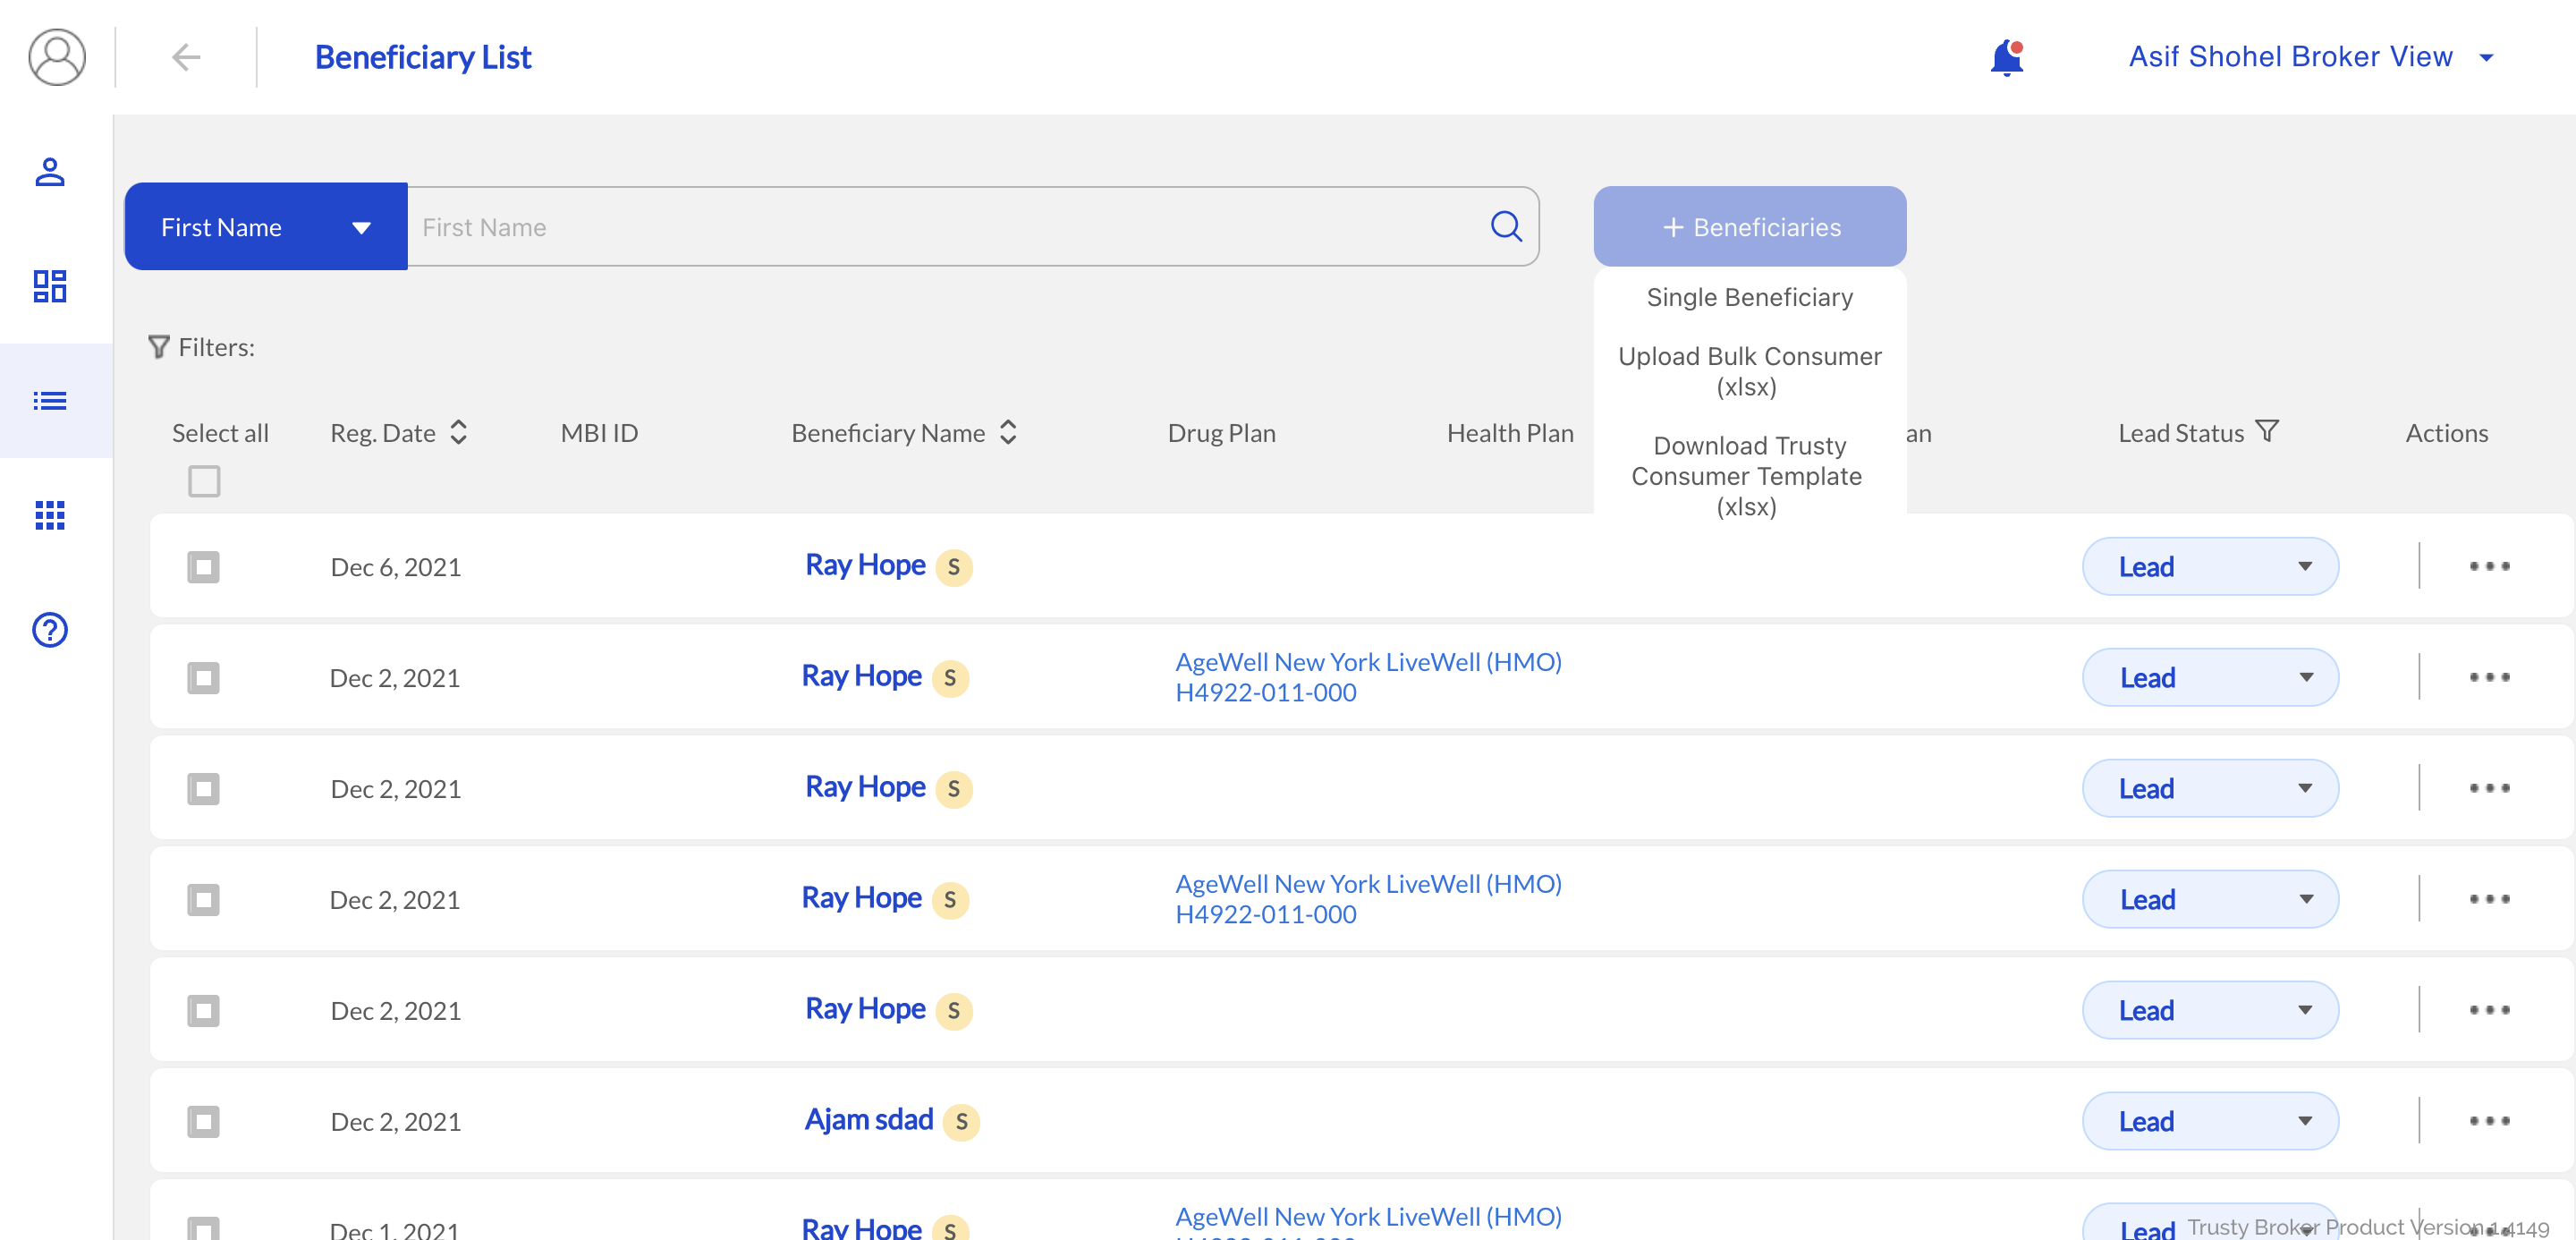 Beneficiary List
Asif Shohel Broker View
First Name
First Name
+ Beneficiaries
Single Beneficiary
Upload Bulk Consumer
(xlsx)
Download Trusty
Consumer Template
(xlsx)
Filters:
Select all
Reg. Date
MBI ID
Beneficiary Name
Drug Plan
Health Plan
an
Lead Status
Actions
Dec 6, 2021
Ray Hope S
Lead
Dec 2, 2021
Ray Hope S
AgeWell New York LiveWell (HMO)
H4922-011-000
Lead
Dec 2, 2021
Ray Hope S
Lead
Dec 2, 2021
Ray Hope S
AgeWell New York LiveWell (HMO)
H4922-011-000
Lead
Dec 2, 2021
Ray Hope S
Lead
Dec 2, 2021
Ajam sdad S
Lead
Dec 1, 2021
Ray Hope S
AgeWell New York LiveWell (HMO)
Lead
Trusty Broker Product Version 1.4149